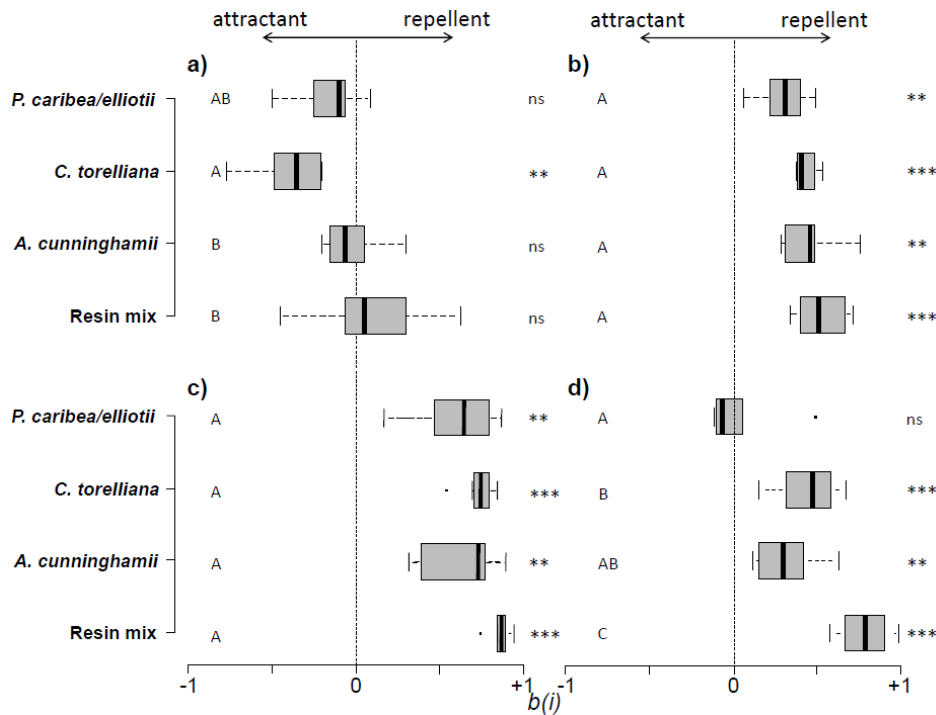 attractant repellent attractant repellent
a) b)
P. caribea/elliotii AB ns A **
C. torelliana A ** A ***
A. cunninghamii B ns A **
Resin mix B ns A ***
c) d)
P. caribea/elliotii A ** A ns
C. torelliana A *** B ***
A. cunninghamii A ** AB **
Resin mix A *** C ***
-1 0 +1 0 +1
b(i)